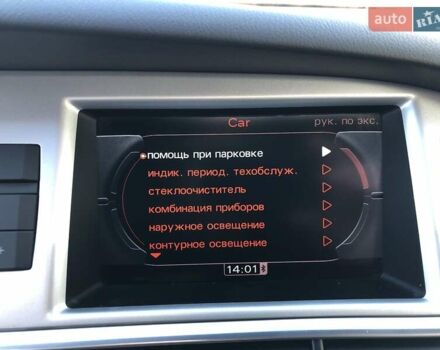 auto RIA.com
Car
рук. по экс.
помощь при парковке
индик. период. техобслуж.
стеклоочиститель
комбинация приборов
наружное освещение
контурное освещение
14:01